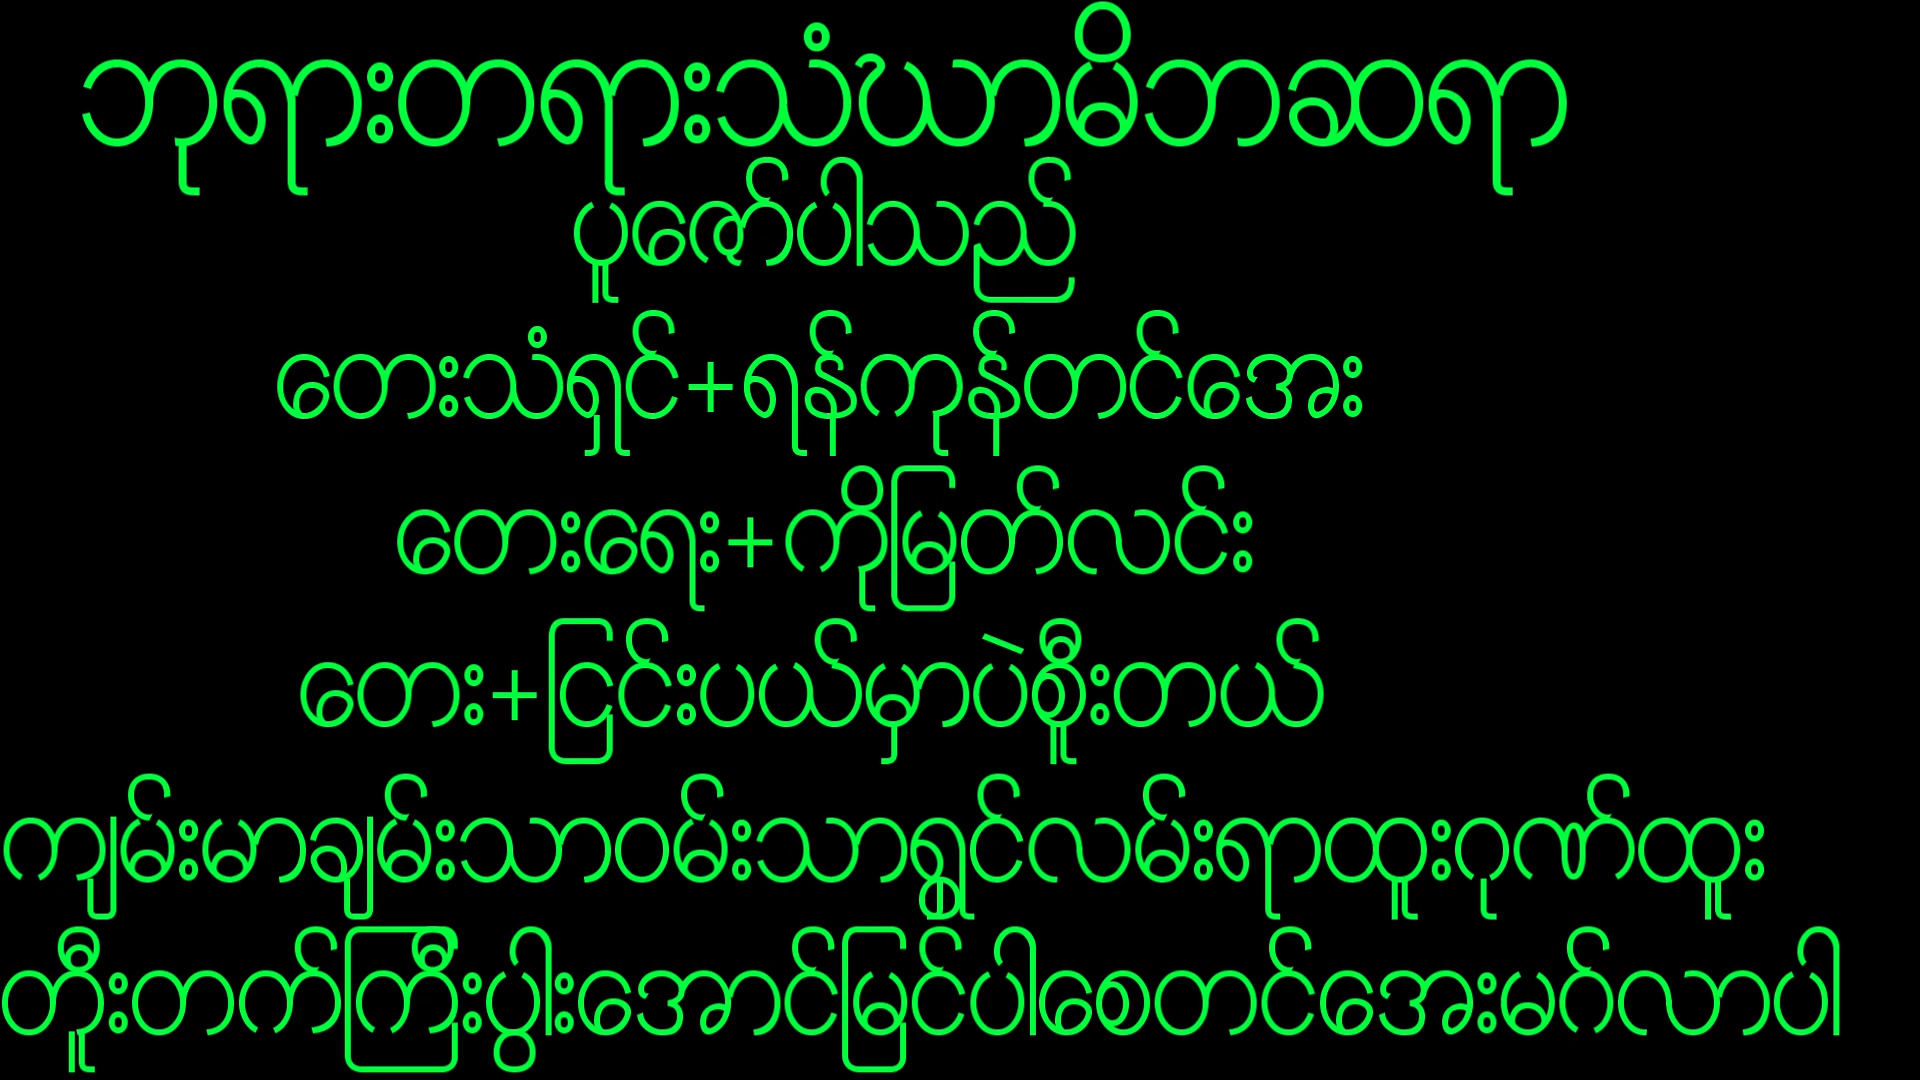 ဘုရားတရားသံဃာမိဘဆရာ
ပူဇော်ပါသည်
တေးသံရှင်+ရန်ကုန်တင်အေး
တေးရေး+ကိုမြတ်လင်း
တေး+ငြင်းပယ်မှာပဲစိူးတယ်
ကျမ်းမာချမ်းသာဝမ်းသာရွှင်လမ်းရာထူးဂုဏ်ထူး
တိူးတက်ကြီးပွါးအောင်မြင်ပါစေတင်အေးမင်္ဂလာပါ